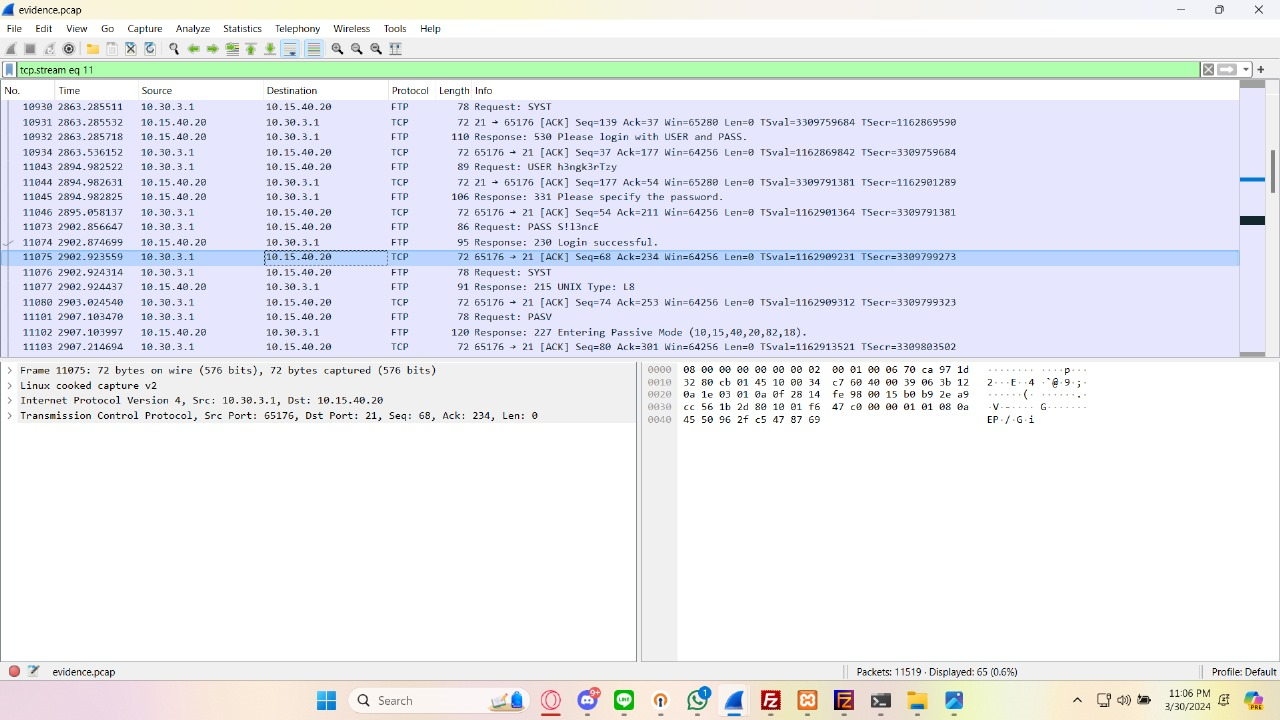 evidence.pcap
File Edit View Go Capture Analyze Statistics Telephony Wireless Tools Help
tcp.stream eq 11
No. Time Source Destination Protocol Length Info
10930 2863.285511 10.30.3.1 10.15.40.20 FTP 78 Request: SYST
10931 2863.285532 10.15.40.20 10.30.3.1 TCP 72 21 → 65176 [ACK] Seq=139 Ack=37 Win=65280 Len=0 TSval=3309759684 TSecr=1162869590
10932 2863.285718 10.15.40.20 10.30.3.1 FTP 110 Response: 530 Please login with USER and PASS.
10934 2863.536152 10.30.3.1 10.15.40.20 TCP 72 65176 → 21 [ACK] Seq=37 Ack=177 Win=64256 Len=0 TSval=1162869842 TSecr=3309759684
11043 2894.982522 10.30.3.1 10.15.40.20 FTP 89 Request: USER h3ngk3rTzy
11044 2894.982631 10.15.40.20 10.30.3.1 TCP 72 21 → 65176 [ACK] Seq=177 Ack=54 Win=65280 Len=0 TSval=3309791381 TSecr=1162901289
11045 2894.982825 10.15.40.20 10.30.3.1 FTP 106 Response: 331 Please specify the password.
11046 2895.058137 10.30.3.1 10.15.40.20 TCP 72 65176 → 21 [ACK] Seq=54 Ack=211 Win=64256 Len=0 TSval=1162901364 TSecr=3309791381
11073 2902.856647 10.30.3.1 10.15.40.20 FTP 86 Request: PASS S!l3ncE
11074 2902.874699 10.15.40.20 10.30.3.1 FTP 95 Response: 230 Login successful.
11075 2902.923559 10.30.3.1 10.15.40.20 TCP 72 65176 → 21 [ACK] Seq=68 Ack=234 Win=64256 Len=0 TSval=1162909231 TSecr=3309799273
11076 2902.924314 10.30.3.1 10.15.40.20 FTP 78 Request: SYST
11077 2902.924437 10.15.40.20 10.30.3.1 FTP 91 Response: 215 UNIX Type: L8
11080 2903.024540 10.30.3.1 10.15.40.20 TCP 72 65176 → 21 [ACK] Seq=74 Ack=253 Win=64256 Len=0 TSval=1162909312 TSecr=3309799323
11101 2907.103470 10.30.3.1 10.15.40.20 FTP 78 Request: PASV
11102 2907.103997 10.15.40.20 10.30.3.1 FTP 120 Response: 227 Entering Passive Mode (10,15,40,20,82,18).
11103 2907.214694 10.30.3.1 10.15.40.20 TCP 72 65176 → 21 [ACK] Seq=80 Ack=301 Win=64256 Len=0 TSval=1162913521 TSecr=3309803502
Frame 11075: 72 bytes on wire (576 bits), 72 bytes captured (576 bits)
Linux cooked capture v2
Internet Protocol Version 4, Src: 10.30.3.1, Dst: 10.15.40.20
Transmission Control Protocol, Src Port: 65176, Dst Port: 21, Seq: 68, Ack: 234, Len: 0
0000 08 00 00 00 00 00 00 02 00 01 00 06 70 ca 97 1d ········ ····p···
0010 32 80 cb 01 45 10 00 34 c7 60 40 00 39 06 3b 12 2···E··4 ·`@·9·;·
0020 0a 1e 03 01 0a 0f 28 14 fe 98 00 15 b0 b9 2e a9 ······(· ······.·
0030 cc 56 1b 2d 80 10 01 f6 47 c0 00 00 01 01 08 0a ·V·-···· G·······
0040 45 50 96 2f c5 47 87 69 EP·/·G·i
evidence.pcap
Packets: 11519 · Displayed: 65 (0.6%)
Profile: Default
Search
9+
1
11:06 PM
3/30/2024
PRE